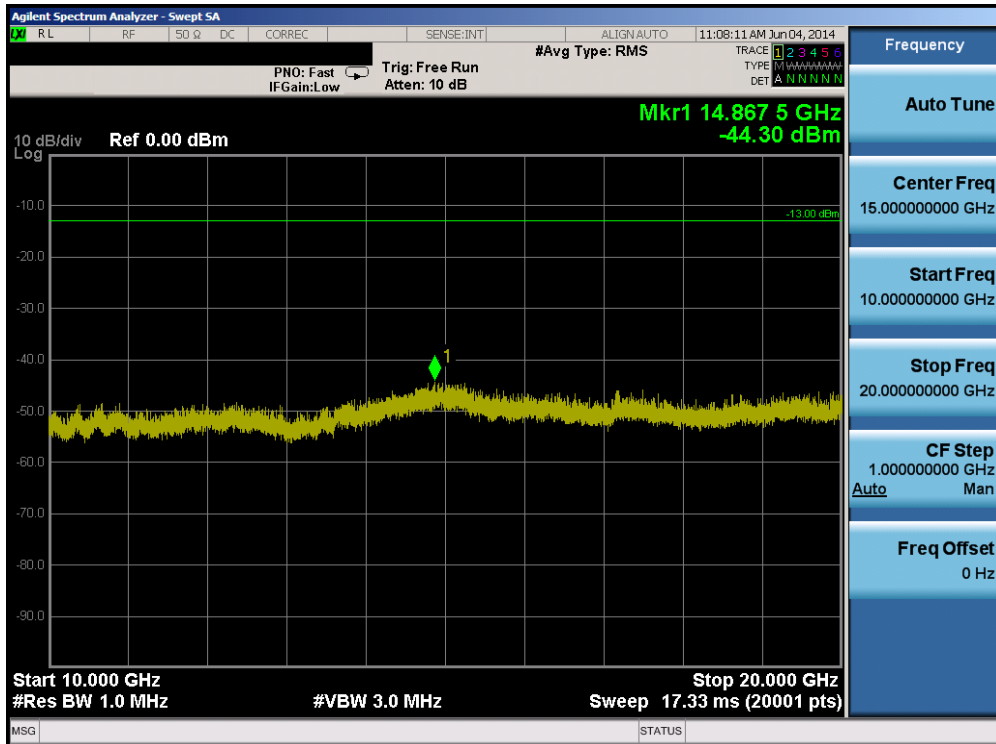 Agilent Spectrum Analyzer - Swept SA
LXI RL RF 50 Ω DC CORREC SENSE:INT ALIGN AUTO 11:08:11 AM Jun 04, 2014
#Avg Type: RMS
TRACE 1 2 3 4 5 6
PNO: Fast Trig: Free Run
TYPE M WWWWW
IFGain:Low Atten: 10 dB
DET A N N N N N
Mkr1 14.867 5 GHz
-44.30 dBm
10 dB/div Ref 0.00 dBm
Log
-10.0
-13.00 dBm
-20.0
-30.0
-40.0
1
-50.0
-60.0
-70.0
-80.0
-90.0
Start 10.000 GHz Stop 20.000 GHz
#Res BW 1.0 MHz #VBW 3.0 MHz Sweep 17.33 ms (20001 pts)
MSG STATUS
Frequency
Auto Tune
Center Freq
15.000000000 GHz
Start Freq
10.000000000 GHz
Stop Freq
20.000000000 GHz
CF Step
1.000000000 GHz
Auto Man
Freq Offset
0 Hz